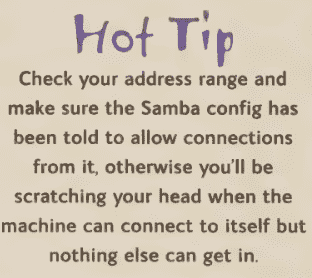 Hot Tip
Check your address range and
make sure the Samba config has
been told to allow connections
from it, otherwise you'll be
scratching your head when the
machine can connect to itself but
nothing else can get in.